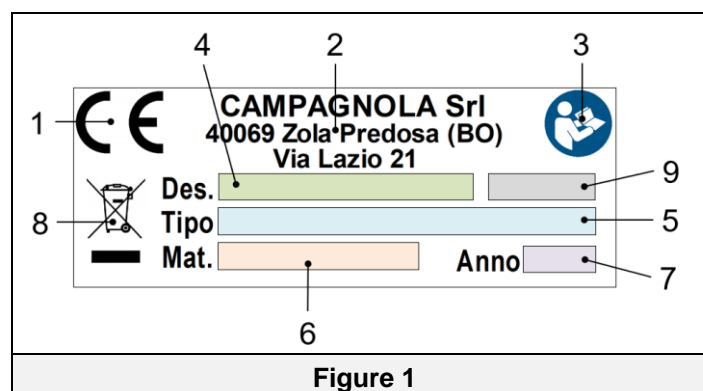 4 2 3
1 CE CAMPAGNOLA Srl
40069 Zola Predosa (BO)
Via Lazio 21
Des. 9
8 Tipo 5
Mat. Anno 7
6
Figure 1